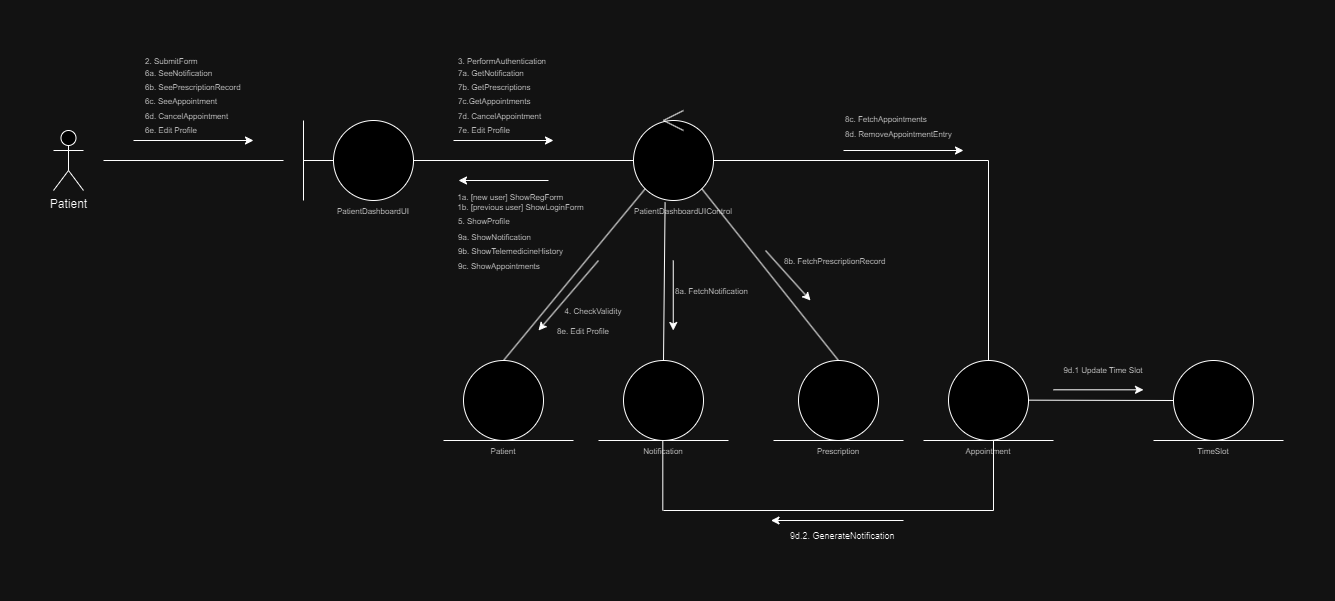 2. SubmitForm
6a. SeeNotification
6b. SeePrescriptionRecord
6c. SeeAppointment
6d. CancelAppointment
6e. Edit Profile
3. PerformAuthentication
7a. GetNotification
7b. GetPrescriptions
7c.GetAppointments
7d. CancelAppointment
7e. Edit Profile
8c. FetchAppointments
8d. RemoveAppointmentEntry
Patient
PatientDashboardUI
1a. [new user] ShowRegForm
1b. [previous user] ShowLoginForm
5. ShowProfile
9a. ShowNotification
9b. ShowTelemedicineHistory
9c. ShowAppointments
PatientDashboardUIControl
8b. FetchPrescriptionRecord
8a. FetchNotification
4. CheckValidity
8e. Edit Profile
9d.1 Update Time Slot
Patient
Notification
Prescription
Appointment
TimeSlot
9d.2. GenerateNotification